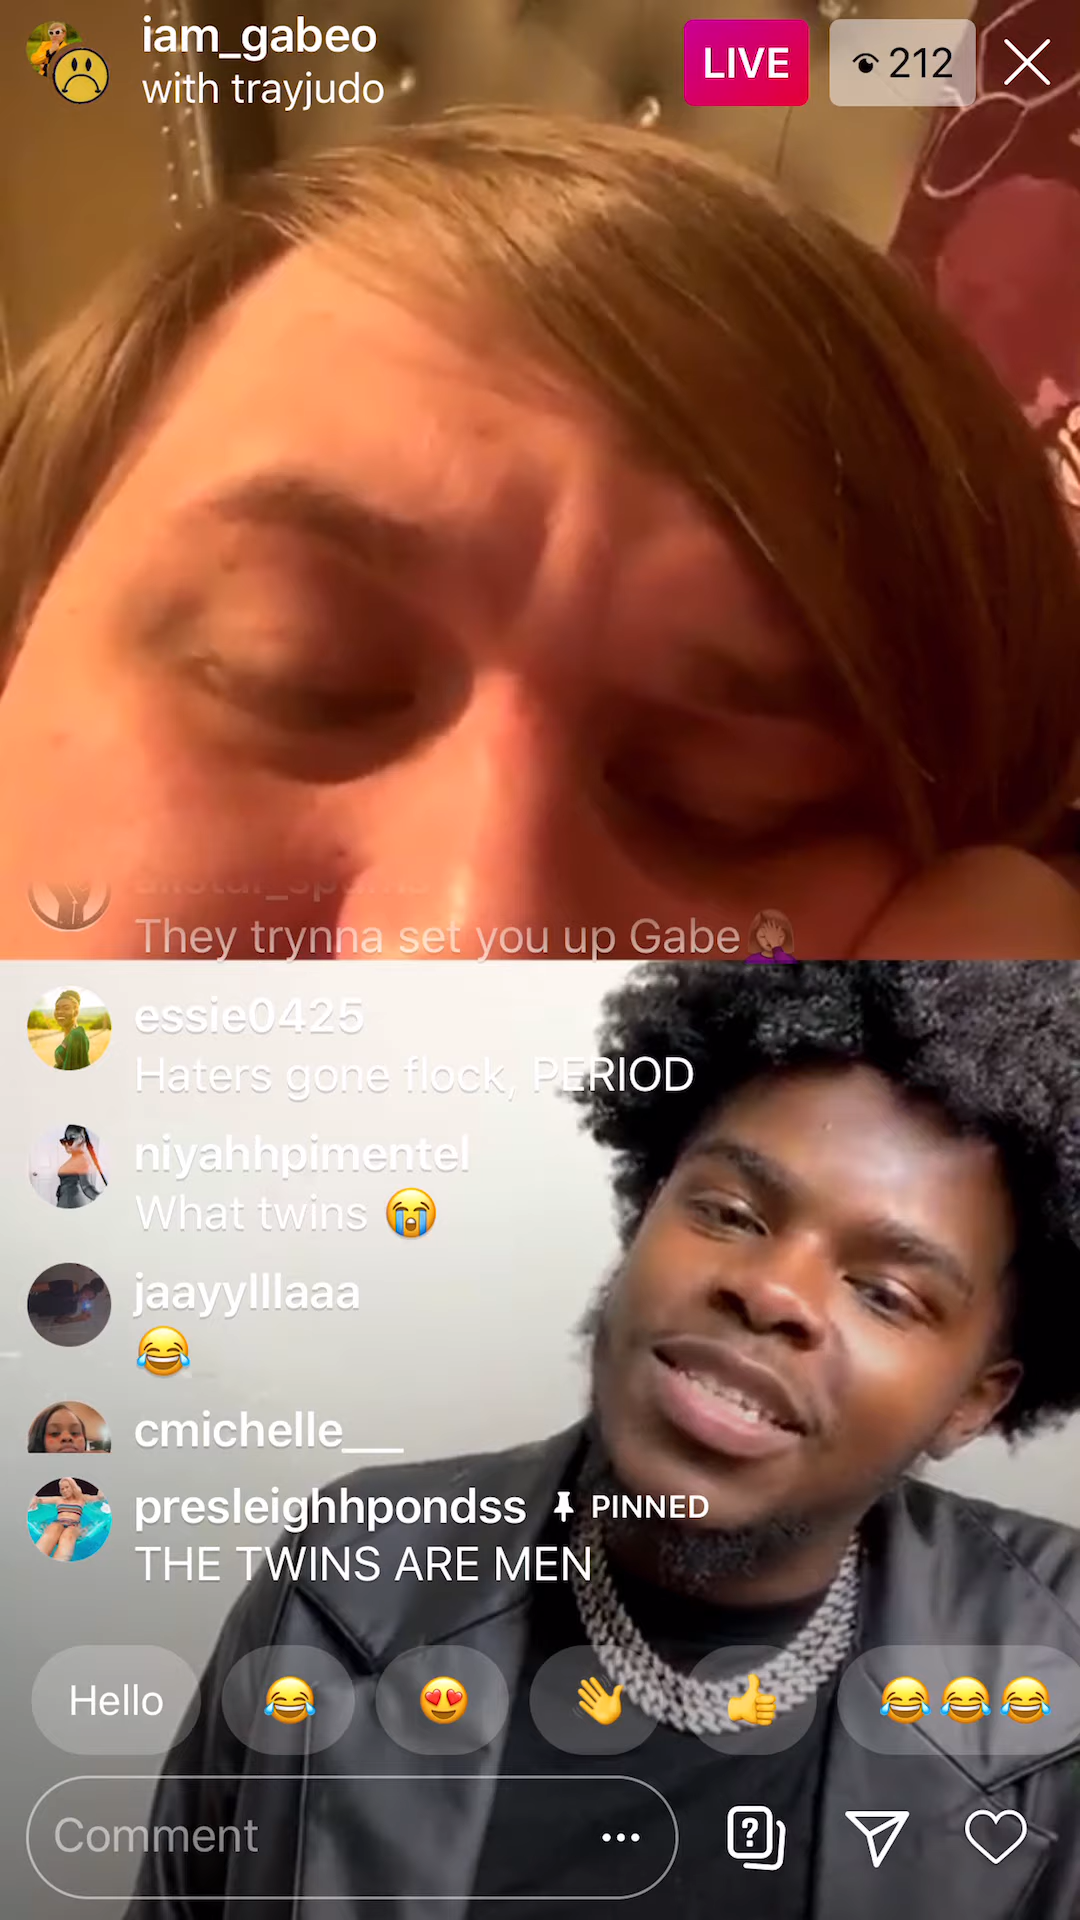 iam_gabeo
with trayjudo
LIVE
212
They trynna set you up Gabe
essie0425
Haters gone flock, PERIOD
niyahhpimentel
What twins
jaayylllaaa
cmichelle___
presleighhpondss PINNED
THE TWINS ARE MEN
Hello
Comment